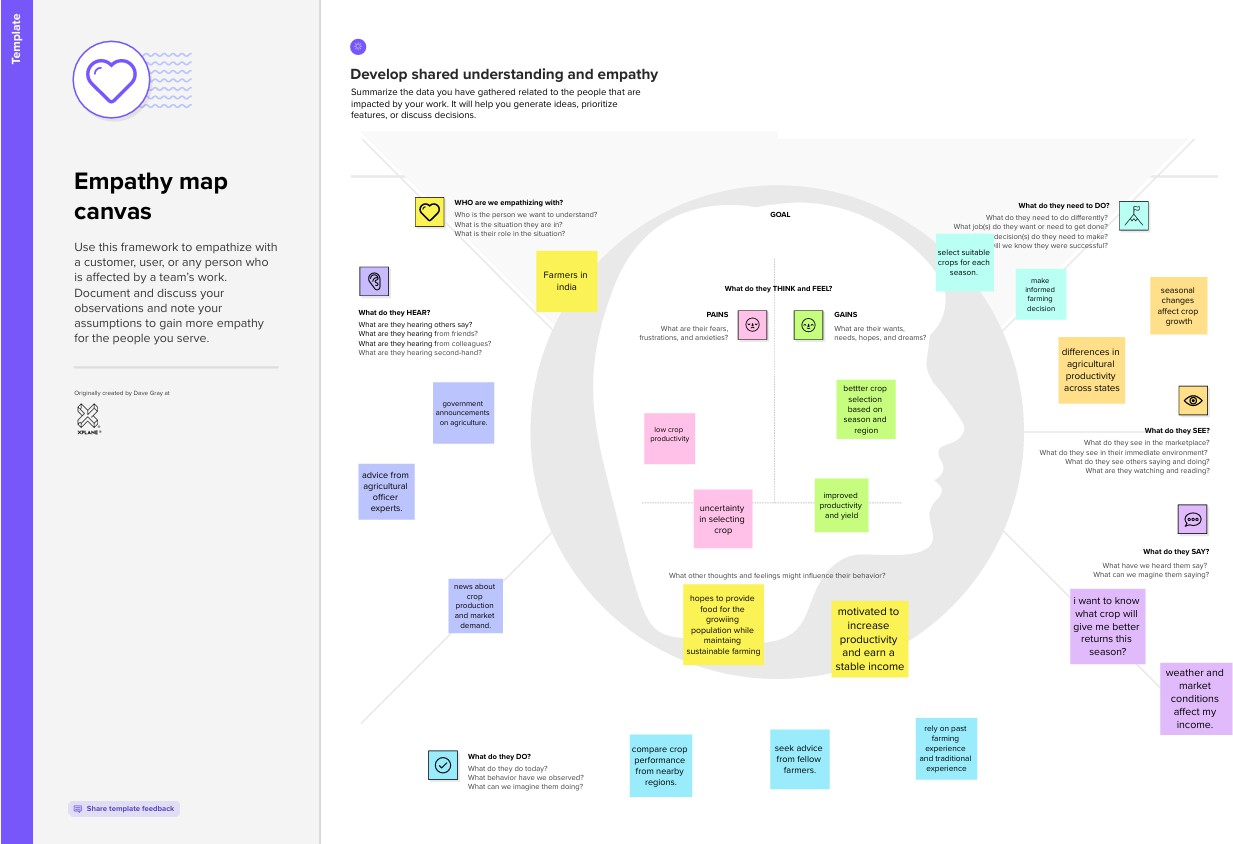 Template
Empathy map
canvas
Use this framework to empathize with
a customer, user, or any person who
is affected by a team's work.
Document and discuss your
observations and note your
assumptions to gain more empathy
for the people you serve.
Originally created by Dave Gray at
XPLANE
Share template feedback
Develop shared understanding and empathy
Summarize the data you have gathered related to the people that are
impacted by your work. It will help you generate ideas, prioritize
features, or discuss decisions.
WHO are we empathizing with?
Who is the person we want to understand?
What is the situation they are in?
What is their role in the situation?
Farmers in
india
GOAL
What do they need to DO?
What do they need to do differently?
What job(s) do they want or need to get done?
decision(s) do they need to make?
will we know they were successful?
select suitable
crops for each
season.
make
informed
farming
decision
What do they HEAR?
What are they hearing others say?
What are they hearing from friends?
What are they hearing from colleagues?
What are they hearing second-hand?
government
announcements
on agriculture.
advice from
agricultural
officer
experts.
news about
crop
production
and market
demand.
What do they THINK and FEEL?
PAINS
What are their fears,
frustrations, and anxieties?
low crop
productivity
uncertainty
in selecting
crop
GAINS
What are their wants,
needs, hopes, and dreams?
bettter crop
selection
based on
season and
region
improved
productivity
and yield
What other thoughts and feelings might influence their behavior?
hopes to provide
food for the
growiing
population while
maintaing
sustainable farming
motivated to
increase
productivity
and earn a
stable income
seasonal
changes
affect crop
growth
differences in
agricultural
productivity
across states
What do they SEE?
What do they see in the marketplace?
What do they see in their immediate environment?
What do they see others saying and doing?
What are they watching and reading?
What do they SAY?
What have we heard them say?
What can we magine them saying?
i want to know
what crop will
give me better
returns this
season?
weather and
market
conditions
affect my
income.
What do they DO?
What do they do today?
What behavior have we observed?
What can we imagine them doing?
compare crop
performance
from nearby
regions.
seek advice
from fellow
farmers.
rely on past
farming
experience
and traditional
experience